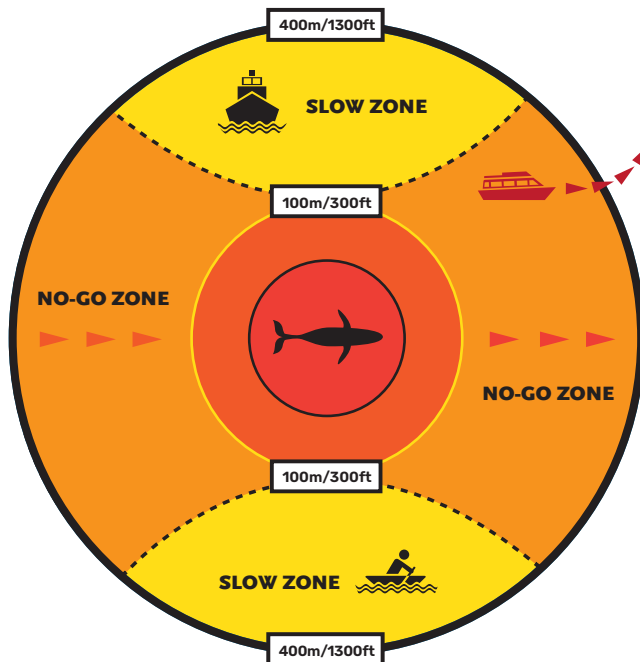 400m/1300ft
SLOW ZONE
100m/300ft
NO-GO ZONE
NO-GO ZONE
100m/300ft
SLOW ZONE
400m/1300ft